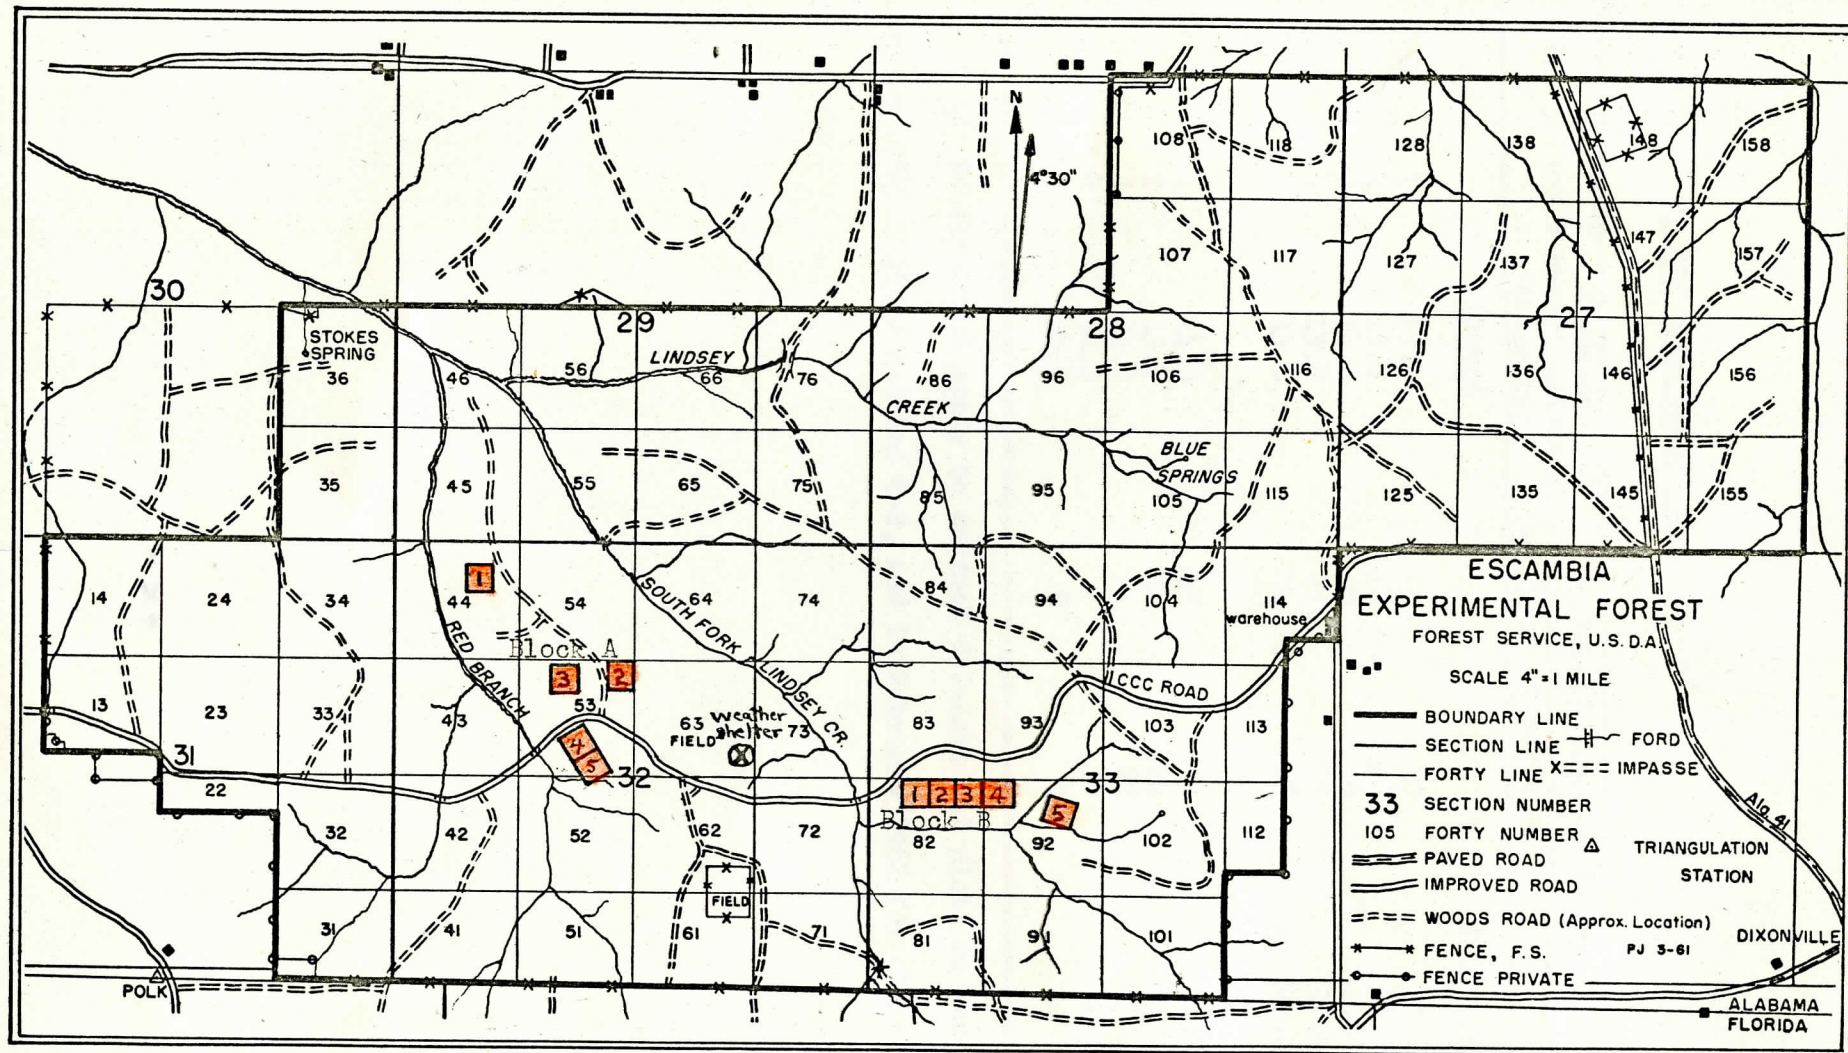 N
4°30"
108
118
128
138
148
158
107
117
127
137
147
157
30
29
28
27
STOKES
SPRING
LINDSEY
36
46
56
66
76
86
96
106
116
126
136
146
156
CREEK
BLUE
SPRINGS
35
45
55
65
75
85
95
105
115
125
135
145
155
1
14
24
34
44
54
SOUTH FORK
64
74
84
94
104
114
warehouse
RED BRANCH
Block A
3
2
LINDSEY CR.
CCC ROAD
13
23
33
43
53
63
FIELD
Weather
shelter
73
83
93
103
113
31
4
5
32
33
22
1 2 3 4
5
Block B
32
42
52
62
72
82
92
102
112
FIELD
31
41
51
61
71
81
91
101
POLK
ESCAMBIA
EXPERIMENTAL FOREST
FOREST SERVICE, U.S.D.A.
SCALE 4"=1 MILE
BOUNDARY LINE
SECTION LINE
FORD
FORTY LINE
X=== IMPASSE
33 SECTION NUMBER
105 FORTY NUMBER
TRIANGULATION
STATION
PAVED ROAD
IMPROVED ROAD
WOODS ROAD (Approx. Location)
FENCE, F.S.
PJ 3-61
FENCE PRIVATE
Ala. 41
DIXONVILLE
ALABAMA
FLORIDA